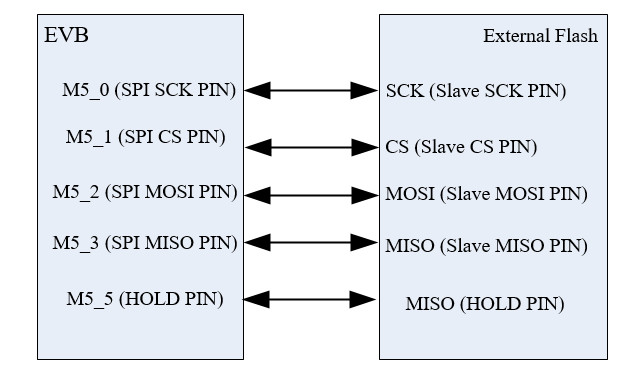 EVB
External Flash
M5_0 (SPI SCK PIN)
SCK (Slave SCK PIN)
M5_1 (SPI CS PIN)
CS (Slave CS PIN)
M5_2 (SPI MOSI PIN)
MOSI (Slave MOSI PIN)
M5_3 (SPI MISO PIN)
MISO (Slave MISO PIN)
M5_5 (HOLD PIN)
MISO (HOLD PIN)